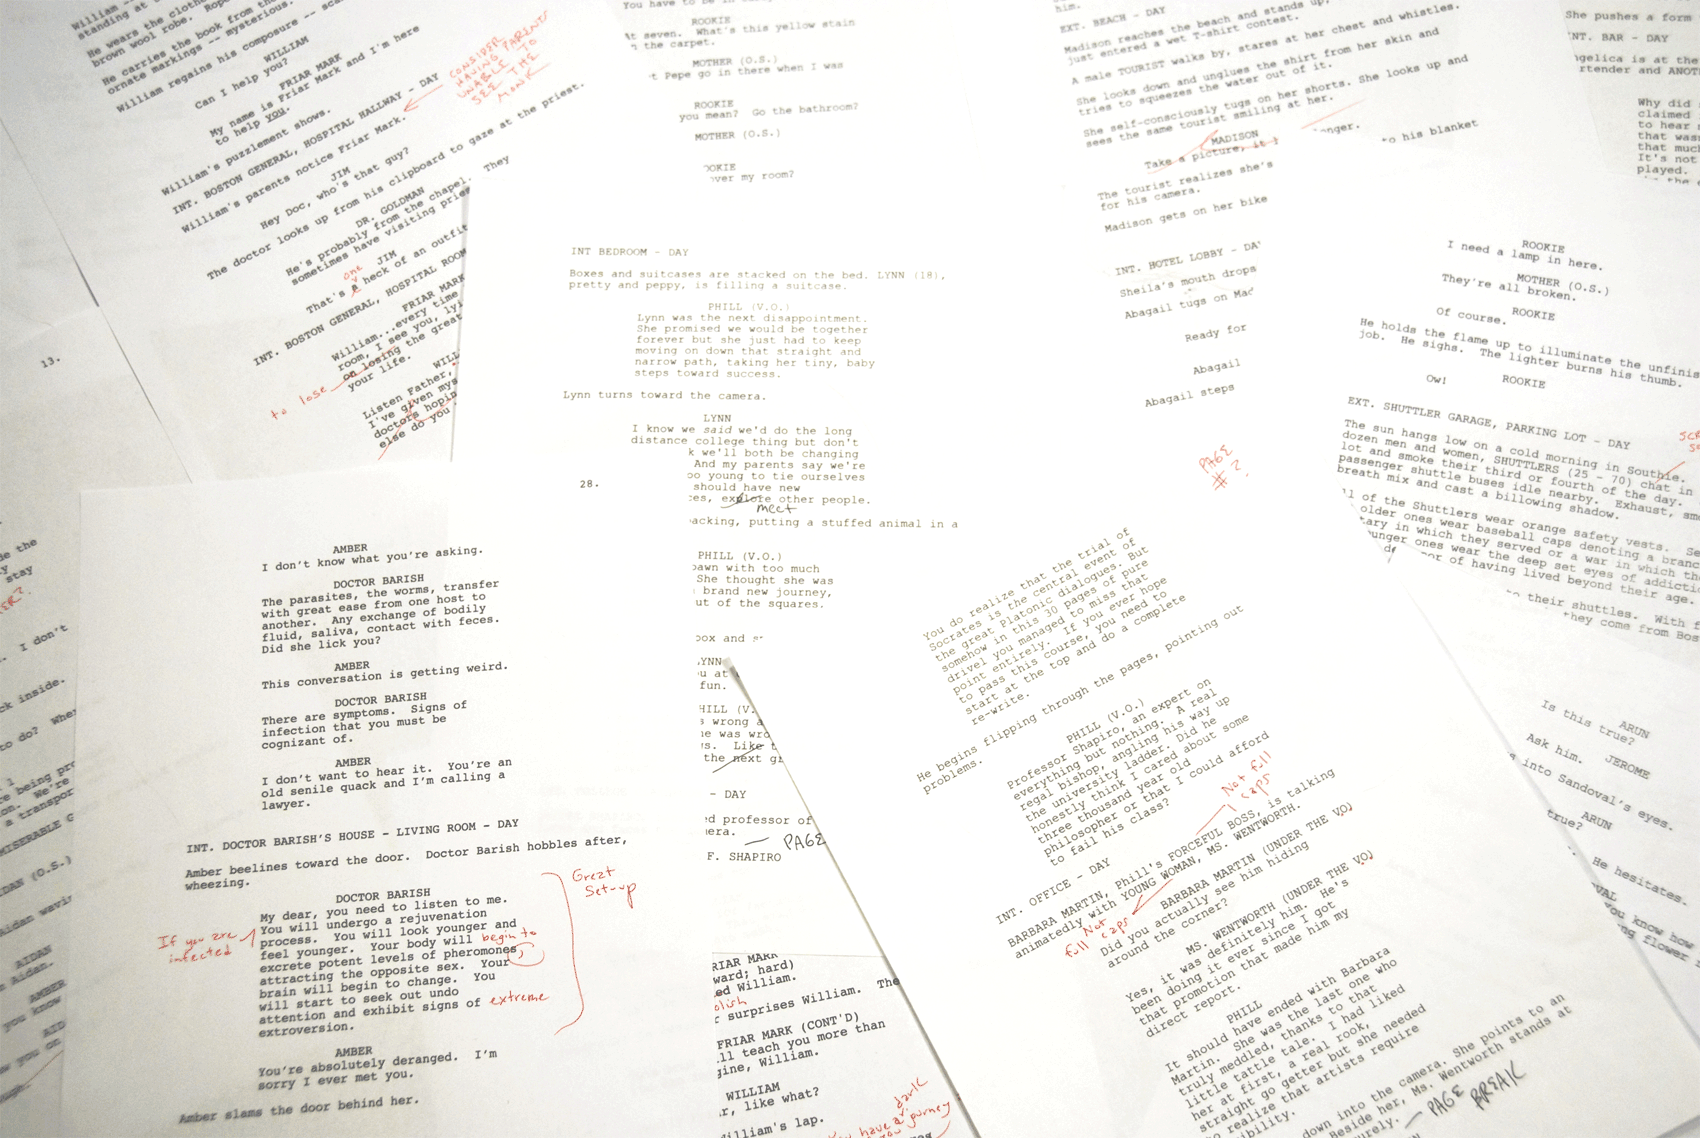 William
standing at
He wears the
brown wool robe.
He carries the book from the
ornate markings -- mysterious.
William regains his composure --
WILLIAM
Can I help you?
FRIAR MARK
My name is Friar Mark and I'm here
to help you.
William's puzzlement shows.
INT. BOSTON GENERAL, HOSPITAL HALLWAY - DAY
William's parents notice Friar Mark.
CONSIDER
HAVING PARENTS
UNABLE TO
SEE THE
MONK
JIM
Hey Doc, who's that guy?
The doctor looks up from his clipboard to gaze at the priest.
DR. GOLDMAN
He's probably from the chapel. They
sometimes have visiting
JIM
one
That's a heck of an outfit
INT. BOSTON GENERAL, HOSPITAL ROOM
FRIAR MARK
William...every time
room, I see you,
on losing the great
to lose
your life.
Listen Father,
I've given
doctors
else do you
13.
You have to be in
ROOKIE
At seven. What's this yellow stain
n the carpet.
MOTHER (O.S.)
t Pepe go in there when I was
ROOKIE
you mean? Go the bathroom?
MOTHER (O.S.)
OOKIE
ver my room?
INT BEDROOM - DAY
Boxes and suitcases are stacked on the bed. LYNN (18),
pretty and peppy, is filling a suitcase.
PHILL (V.O.)
Lynn was the next disappointment.
She promised we would be together
forever but she just had to keep
moving on down that straight and
narrow path, taking her tiny, baby
steps toward success.
Lynn turns toward the camera.
LYNN
I know we said we'd do the long
distance college thing but don't
k we'll both be changing
And my parents say we're
oo young to tie ourselves
should have new
es, explore other people.
meet
acking, putting a stuffed animal in a
PHILL (V.O.)
awn with too much
She thought she was
brand new journey,
ut of the squares.
ox and
LYNN
u at
fun.
HILL (V.
s wrong a
e was wro
s. Like t
the next g
- DAY
ed professor of
era.
PAGE
F. SHAPIRO
him.
EXT. BEACH - DAY
Madison reaches the beach and stands up,
just entered a wet T-shirt contest.
A male TOURIST walks by, stares at her chest and whistles.
She looks down and unglues the shirt from her skin and
tries to squeeze the water out of it.
She self-consciously tugs on her shorts. She looks up and
sees the same tourist smiling at her.
MADISON
Take a picture, it
onger.
o his blanket
The tourist realizes she's
for his camera.
Madison gets on her bike
INT. HOTEL LOBBY - DA
Sheila's mouth drops
Abagail tugs on Mad
Ready for
Abagail
Abagail steps
PAGE
#?
She pushes a form
INT. BAR - DAY
ngelica is at the
rtender and ANOT
Why did
claimed
to hear
that was
that much
It's not
played.
ROOKIE
I need a lamp in here.
MOTHER (O.S.)
They're all broken.
ROOKIE
Of course.
He holds the flame up to illuminate the unfinis
job. He sighs. The lighter burns his thumb.
ROOKIE
Ow!
EXT. SHUTTLER GARAGE, PARKING LOT - DAY
The sun hangs low on a cold morning in Southie.
dozen men and women, SHUTTLERS (25 - 70) chat in
lot and smoke their third or fourth of the day.
passenger shuttle buses idle nearby. Exhaust, smo
breath mix and cast a billowing shadow.
ll of the Shuttlers wear orange safety vests. Se
older ones wear baseball caps denoting a branc
tary in which they served or a war in which th
unger ones wear the deep set eyes of addicti
or of having lived beyond their age.
their shuttles. With f
hey come from Bos
28.
AMBER
I don't know what you're asking.
DOCTOR BARISH
The parasites, the worms, transfer
with great ease from one host to
another. Any exchange of bodily
fluid, saliva, contact with feces.
Did she lick you?
AMBER
This conversation is getting weird.
DOCTOR BARISH
There are symptoms. Signs of
infection that you must be
cognizant of.
AMBER
I don't want to hear it. You're an
old senile quack and I'm calling a
lawyer.
INT. DOCTOR BARISH'S HOUSE - LIVING ROOM - DAY
Amber beelines toward the door. Doctor Barish hobbles after,
wheezing.
DOCTOR BARISH
My dear, you need to listen to me.
You will undergo a rejuvenation
process. You will look younger and
feel younger. Your body will begin to
excrete potent levels of pheromones,
attracting the opposite sex. Your
brain will begin to change. You
will start to seek out undo
attention and exhibit signs of extreme
extroversion.
If you are
infected
Great
Set-up
AMBER
You're absolutely deranged. I'm
sorry I ever met you.
Amber slams the door behind her.
RIAR MARK
ward; hard)
ed William.
olish
r surprises William. The
FRIAR MARK (CONT'D)
ll teach you more than
gine, William.
WILLIAM
r, like what?
illiam's lap.
You have a dark
journey
You do realize that the trial of
Socrates is the central event of
the great Platonic dialogues. But
somehow in this 30 pages of pure
drivel you managed to miss that
point entirely. If you ever hope
to pass this course, you need to
start at the top and do a complete
re-write.
He begins flipping through the pages, pointing out
problems.
PHILL (V.O.)
Professor Shapiro, an expert on
everything but nothing. A real
regal bishop, angling his way up
the university ladder. Did he
honestly think I cared about some
three thousand year old
philosopher or that I could afford
to fail his class?
Not full
caps
INT. OFFICE - DAY
BARBARA MARTIN, Phill's FORCEFUL BOSS, is talking
animatedly with YOUNG WOMAN, MS. WENTWORTH.
Not
full caps
BARBARA MARTIN (UNDER THE VO)
Did you actually see him hiding
around the corner?
MS. WENTWORTH (UNDER THE VO)
Yes, it was definitely him. He's
been doing it ever since I got
that promotion that made him my
direct report.
PHILL
It should have ended with Barbara
Martin. She was the last one who
truly meddled, thanks to that
little tattle tale. I had liked
her at first, a real rook,
straight go getter but she needed
to realize that artists require
ibility.
down into the camera. She points to an
Beside her, Ms. Wentworth stands at
urely.
PAGE BREAK
ARUN
Is this true?
JEROME
Ask him.
s into Sandoval's eyes.
ARUN
true?
He hesitates.
VAL
You know how
ng flower
se the
stay
I don't
ck inside.
to do? Whe
being pro
We're
a transpor
MISERABLE
DAN (O.S.)
Aidan wavi
AIDAN
Aidan.
AMBER
you know
AID
you on